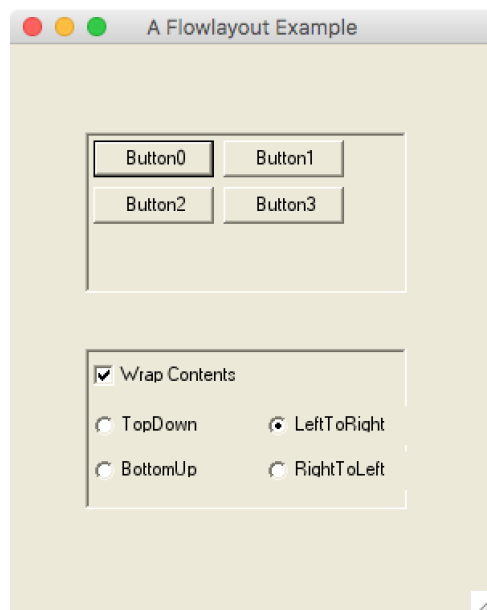 A Flowlayout Example
Button0 Button1
Button2 Button3
Wrap Contents
TopDown LeftToRight
BottomUp RightToLeft